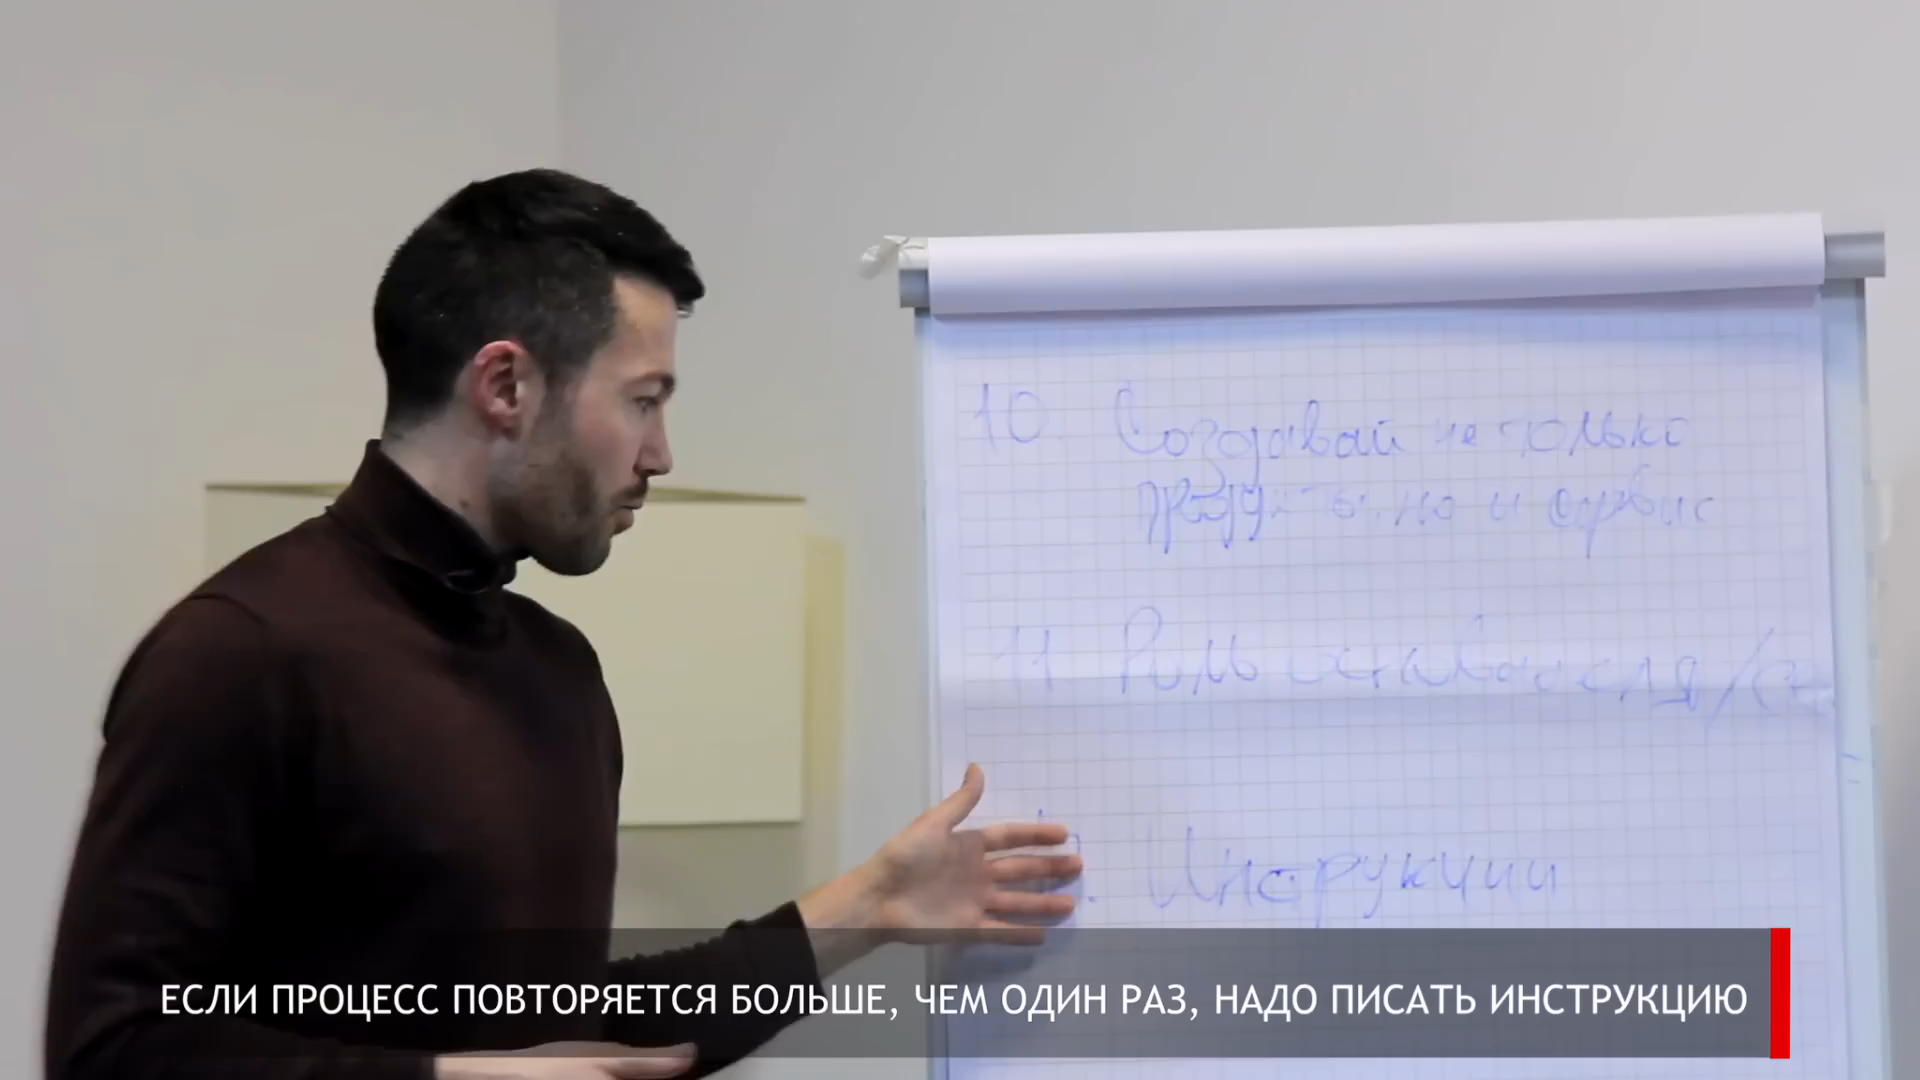 10. Создавай не только
продукты, но и сервис
11 Роль
Инструкции
ЕСЛИ ПРОЦЕСС ПОВТОРЯЕТСЯ БОЛЬШЕ, ЧЕМ ОДИН РАЗ, НАДО ПИСАТЬ ИНСТРУКЦИЮ